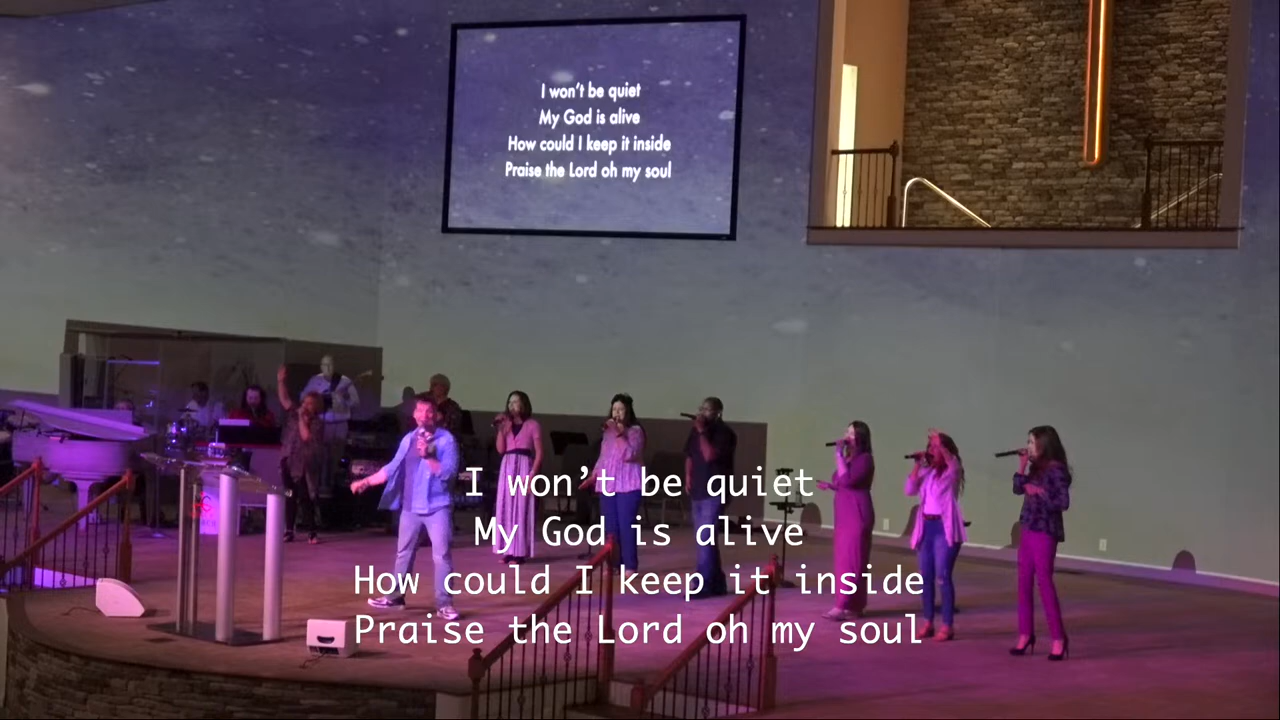 I won't be quiet
My God is alive
How could I keep it inside
Praise the Lord oh my soul
I won’t be quiet
My God is alive
How could I keep it inside
Praise the Lord oh my soul